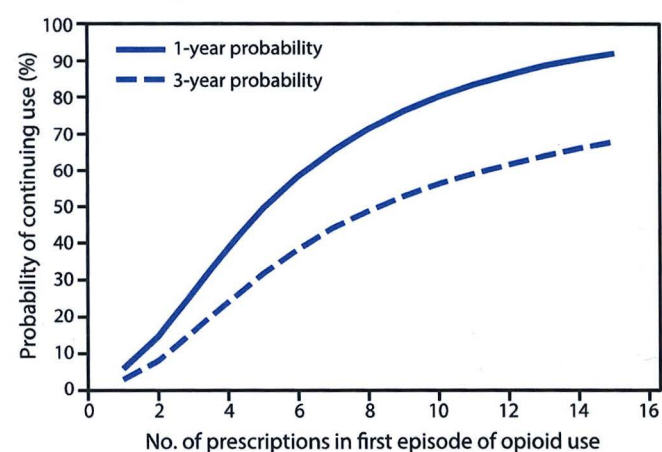 100
90
80
70
60
50
40
30
20
10
0
Probability of continuing use (%)
1-year probability
3-year probability
0 2 4 6 8 10 12 14 16
No. of prescriptions in first episode of opioid use